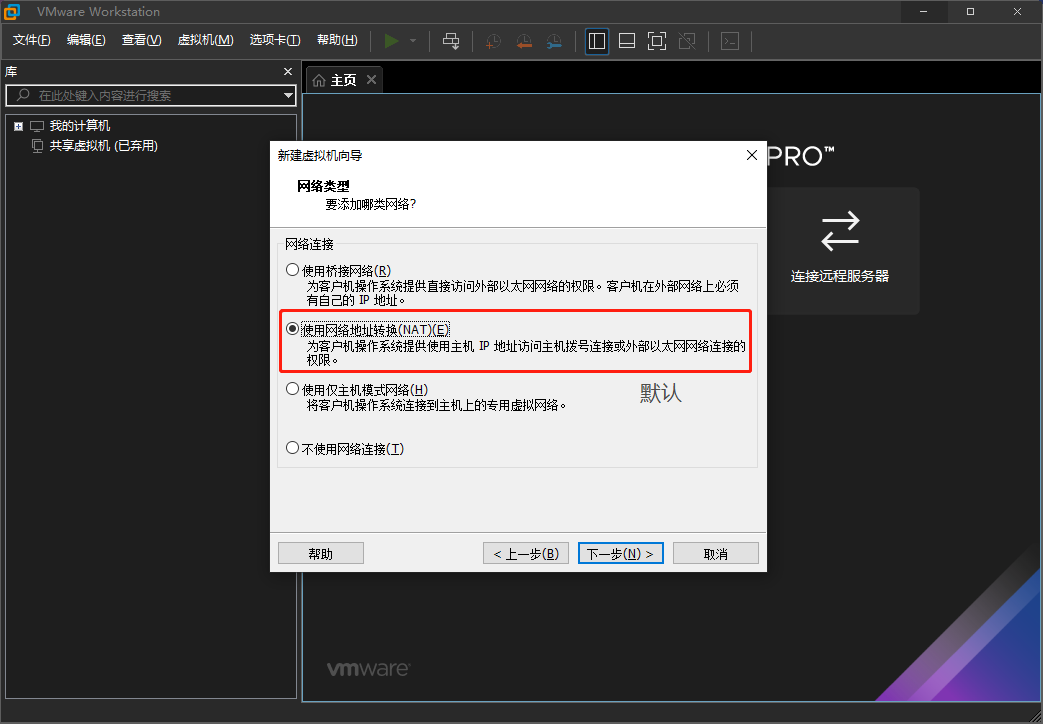 VMware Workstation
文件(F) 编辑(E) 查看(V) 虚拟机(M) 选项卡(T) 帮助(H)
库
在此处键入内容进行搜索
我的计算机
共享虚拟机 (已弃用)
主页
PRO™
连接远程服务器
新建虚拟机向导
网络类型
要添加哪类网络?
网络连接
使用桥接网络(R)
为客户机操作系统提供直接访问外部以太网网络的权限。客户机在外部网络上必须
有自己的 IP 地址。
使用网络地址转换(NAT)(E)
为客户机操作系统提供使用主机 IP 地址访问主机拨号连接或外部以太网网络连接的
权限。
使用仅主机模式网络(H)
将客户机操作系统连接到主机上的专用虚拟网络。
默认
不使用网络连接(T)
帮助
< 上一步(B)
下一步(N) >
取消
vmware